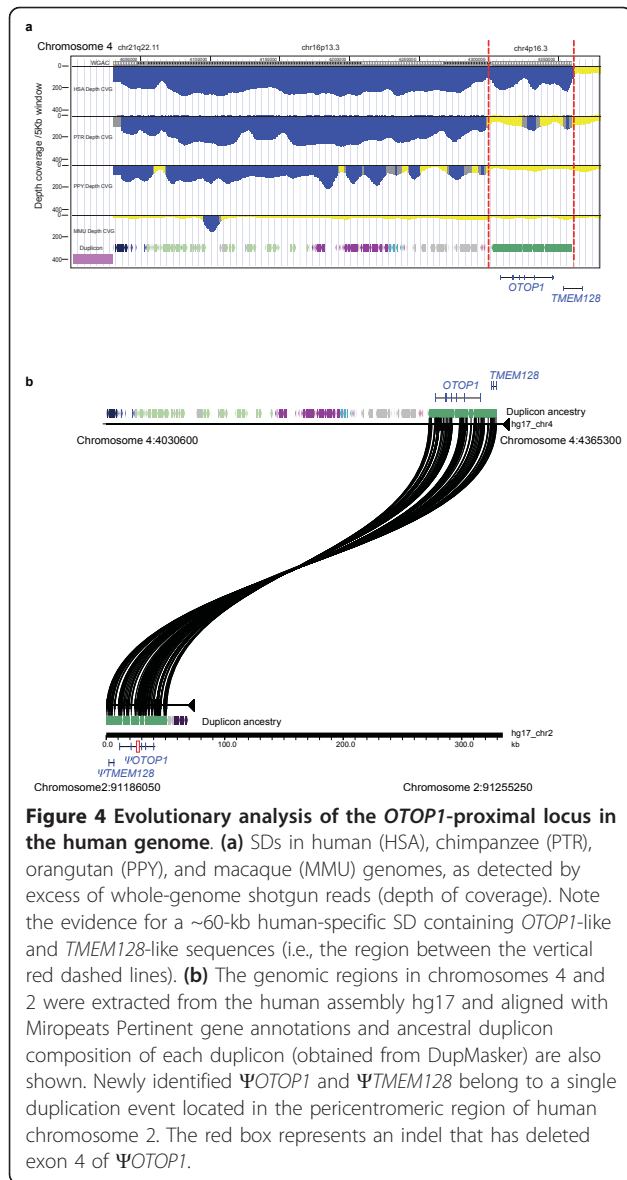 a
Chromosome 4 chr21q22.11 chr16p13.3 chr4p16.3
WGAC
0
200
400
HSA Depth CVG
0
200
400
PTR Depth CVG
0
200
400
PPY Depth CVG
0
200
400
MMU Depth CVG
Duplicon
Depth coverage /5Kb window
OTOP1
TMEM128
b
TMEM128
OTOP1
Duplicon ancestry
hg17_chr4
Chromosome 4:4030600 Chromosome 4:4365300
Duplicon ancestry
hg17_chr2
0.0 100.0 200.0 300.0
kb
ΨOTOP1
ΨTMEM128
Chromosome2:91186050 Chromosome 2:91255250
Figure 4 Evolutionary analysis of the OTOP1-proximal locus in
the human genome. (a) SDs in human (HSA), chimpanzee (PTR),
orangutan (PPY), and macaque (MMU) genomes, as detected by
excess of whole-genome shotgun reads (depth of coverage). Note
the evidence for a ~60-kb human-specific SD containing OTOP1-like
and TMEM128-like sequences (i.e., the region between the vertical
red dashed lines). (b) The genomic regions in chromosomes 4 and
2 were extracted from the human assembly hg17 and aligned with
Miropeats Pertinent gene annotations and ancestral duplicon
composition of each duplicon (obtained from DupMasker) are also
shown. Newly identified ΨOTOP1 and ΨTMEM128 belong to a single
duplication event located in the pericentromeric region of human
chromosome 2. The red box represents an indel that has deleted
exon 4 of ΨOTOP1.